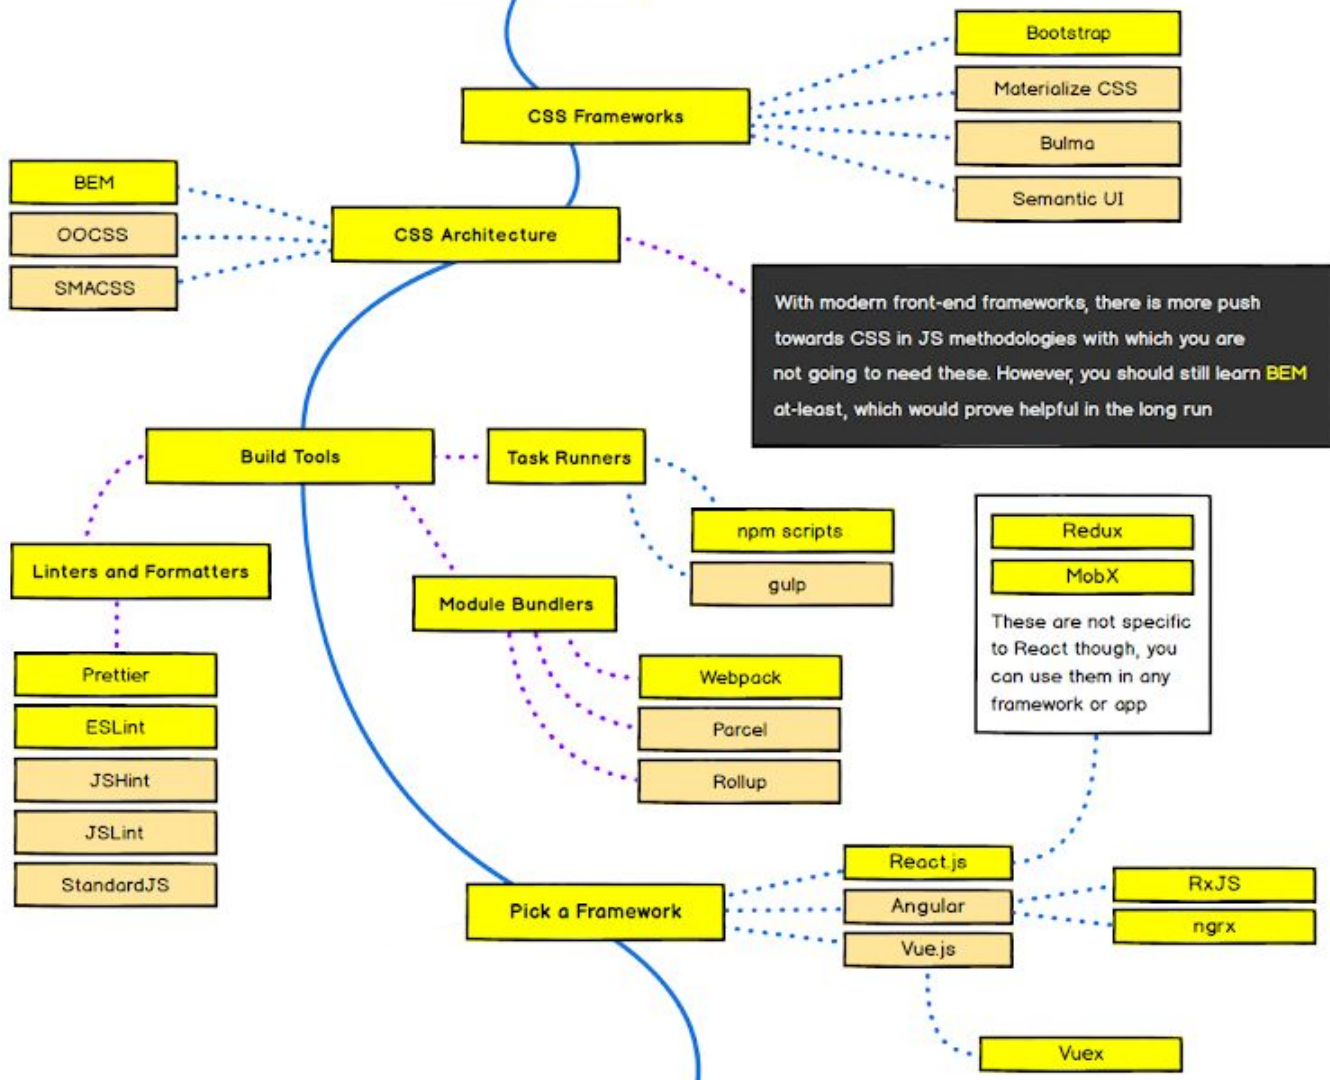 Bootstrap
Materialize CSS
Bulma
Semantic UI
CSS Frameworks
BEM
OOCSS
SMACSS
CSS Architecture
With modern front-end frameworks, there is more push
towards CSS in JS methodologies with which you are
not going to need these. However, you should still learn BEM
at-least, which would prove helpful in the long run
Build Tools
Task Runners
npm scripts
gulp
Linters and Formatters
Prettier
ESLint
JSHint
JSLint
StandardJS
Module Bundlers
Webpack
Parcel
Rollup
Redux
MobX
These are not specific
to React though, you
can use them in any
framework or app
Pick a Framework
React.js
Angular
Vue.js
RxJS
ngrx
Vuex